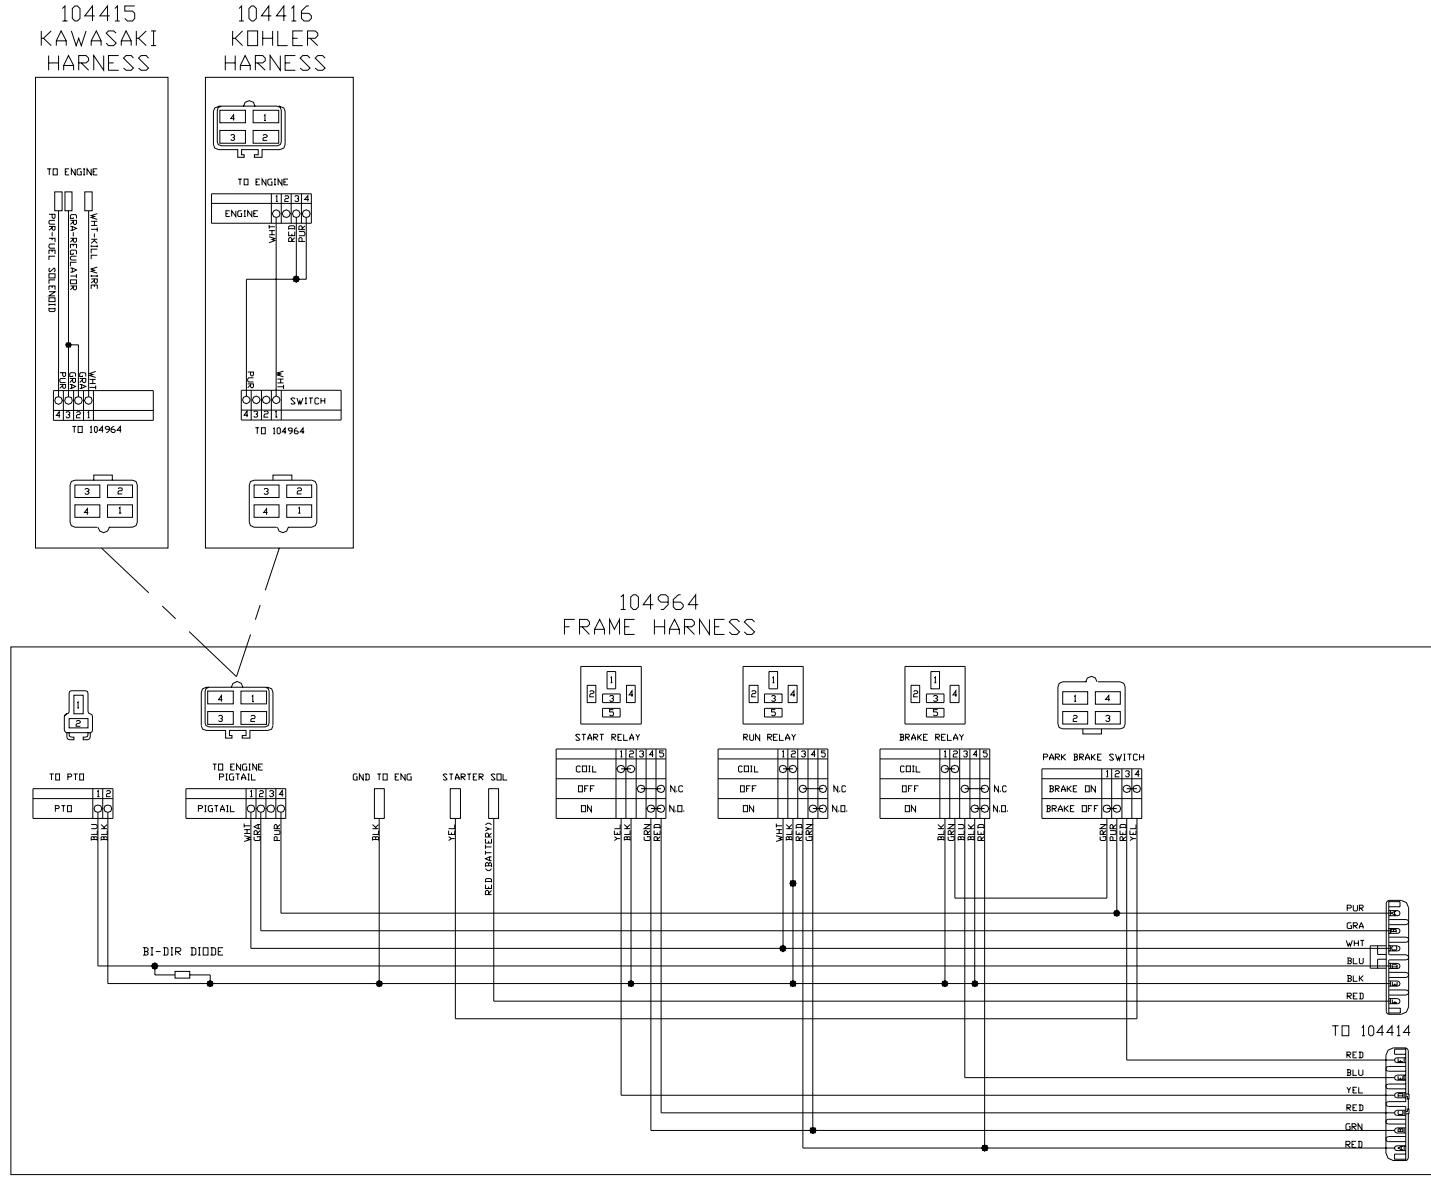 104415
KAWASAKI
HARNESS
104416
KOHLER
HARNESS
TO ENGINE
PUR-FUEL SOLENOID
GRA-REGULATOR
WHT-KILL WIRE
PUR
GRA
GRA
WHT
4 3 2 1
TO 104964
3 2
4 1
4 1
3 2
TO ENGINE
1 2 3 4
ENGINE
WHT
RED
PUR
PUR
WHT
SWITCH
4 3 2 1
TO 104964
3 2
4 1
104964
FRAME HARNESS
1
2
TO PTO
1 2
PTO
BLU
BLK
4 1
3 2
TO ENGINE
PIGTAIL
1 2 3 4
PIGTAIL
WHT
GRA
PUR
GND TO ENG
BLK
STARTER SOL
YEL
RED (BATTERY)
1
2 3 4
5
START RELAY
1 2 3 4 5
COIL
OFF N.C
ON N.O.
YEL
BLK
GRN
RED
1
2 3 4
5
RUN RELAY
1 2 3 4 5
COIL
OFF N.C
ON N.O.
WHT
BLK
RED
GRN
1
2 3 4
5
BRAKE RELAY
1 2 3 4 5
COIL
OFF N.C
ON N.O.
BLK
GRN
BLU
BLK
RED
1 4
2 3
PARK BRAKE SWITCH
1 2 3 4
BRAKE ON
BRAKE OFF
GRN
PUR
RED
YEL
BI-DIR DIODE
PUR
GRA
WHT
BLU
BLK
RED
TO 104414
RED
BLU
YEL
RED
GRN
RED